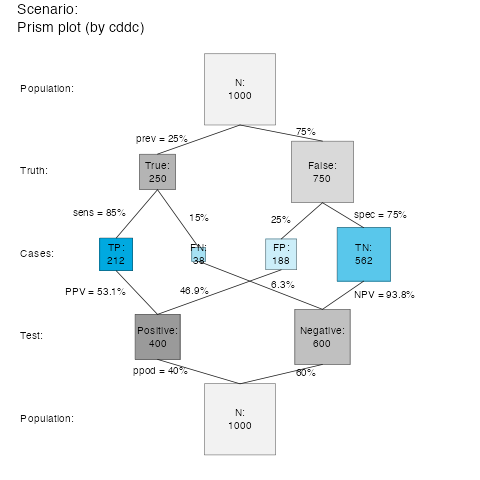 Scenario:
Prism plot (by cddc)
Population:
N:
1000
prev = 25%
75%
Truth:
True:
250
False:
750
sens = 85%
15%
25%
spec = 75%
Cases:
TP:
212
FN:
38
FP:
188
TN:
562
PPV = 53.1%
46.9%
6.3%
NPV = 93.8%
Test:
Positive:
400
Negative:
600
ppod = 40%
60%
Population:
N:
1000